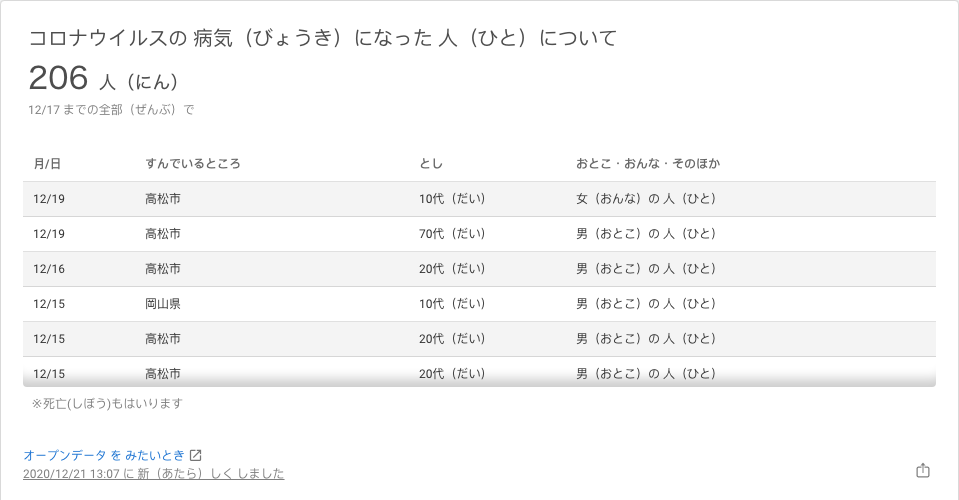 コロナウイルスの 病気（びょうき）になった 人（ひと）について
206 人（にん）
12/17 までの全部（ぜんぶ）で
月/日 すんでいるところ とし おとこ・おんな・そのほか
12/19 高松市 10代（だい） 女（おんな）の 人（ひと）
12/19 高松市 70代（だい） 男（おとこ）の 人（ひと）
12/16 高松市 20代（だい） 男（おとこ）の 人（ひと）
12/15 岡山県 10代（だい） 男（おとこ）の 人（ひと）
12/15 高松市 20代（だい） 男（おとこ）の 人（ひと）
12/15 高松市 20代（だい） 男（おとこ）の 人（ひと）
※死亡(しぼう)もはいります
オープンデータ を みたいとき
2020/12/21 13:07 に 新（あたら）しく しました